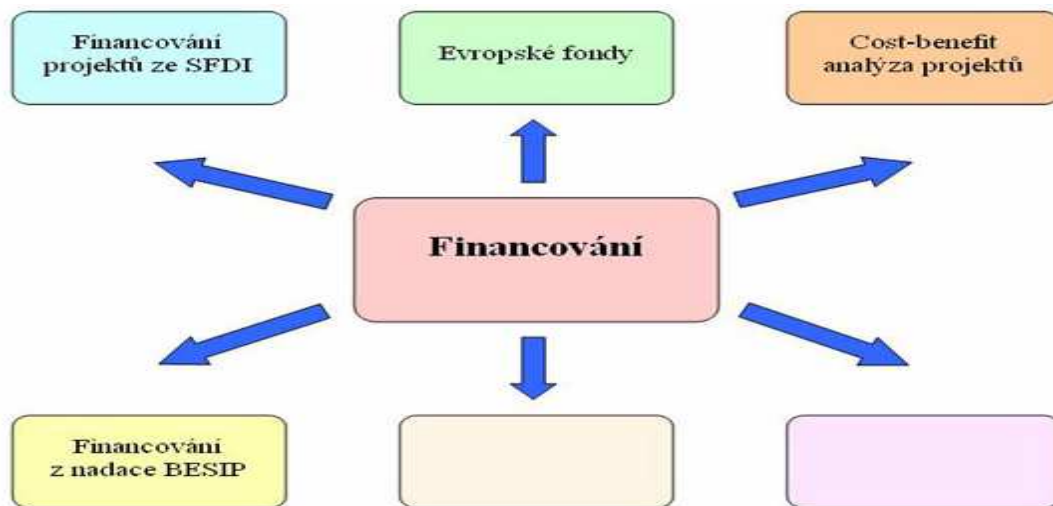 Financování
projektů ze SFDI
Evropské fondy
Cost-benefit
analýza projektů
Financování
Financování
z nadace BESIP